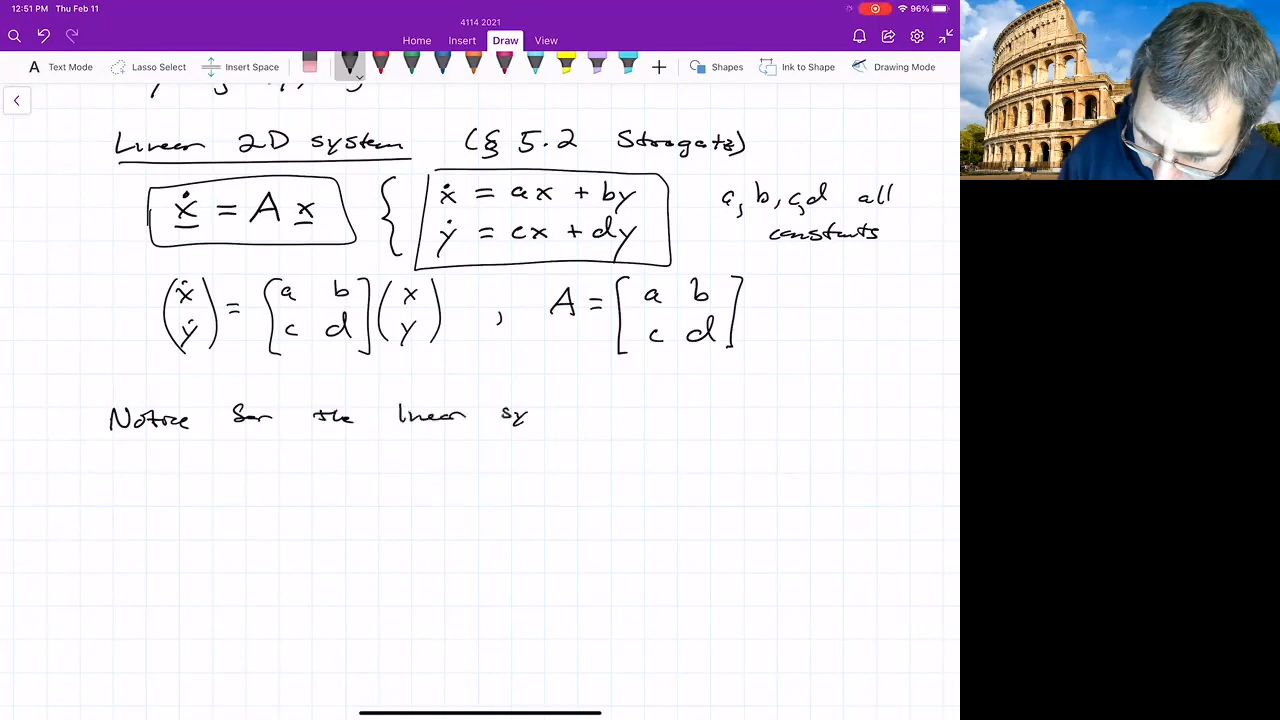 12:51 PM Thu Feb 11
96%
4114 2021
Home Insert Draw View
A Text Mode Lasso Select Insert Space + Shapes Ink to Shape Drawing Mode
Linear 2D system (§ 5.2 Strogatz)
ẋ = A x { ẋ = ax + by a, b, c, d all
ẏ = cx + dy constants
(ẋ ẏ) = [a b c d] (x y) , A = [a b c d]
Notice for the linear sy